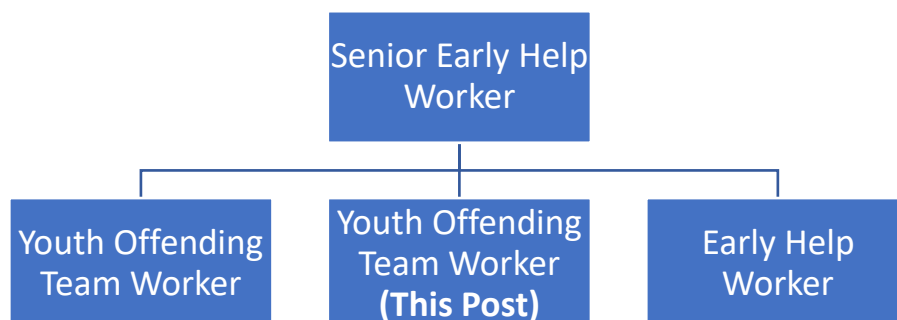 Senior Early Help
Worker
Youth Offending
Team Worker
Youth Offending
Team Worker
(This Post)
Early Help
Worker